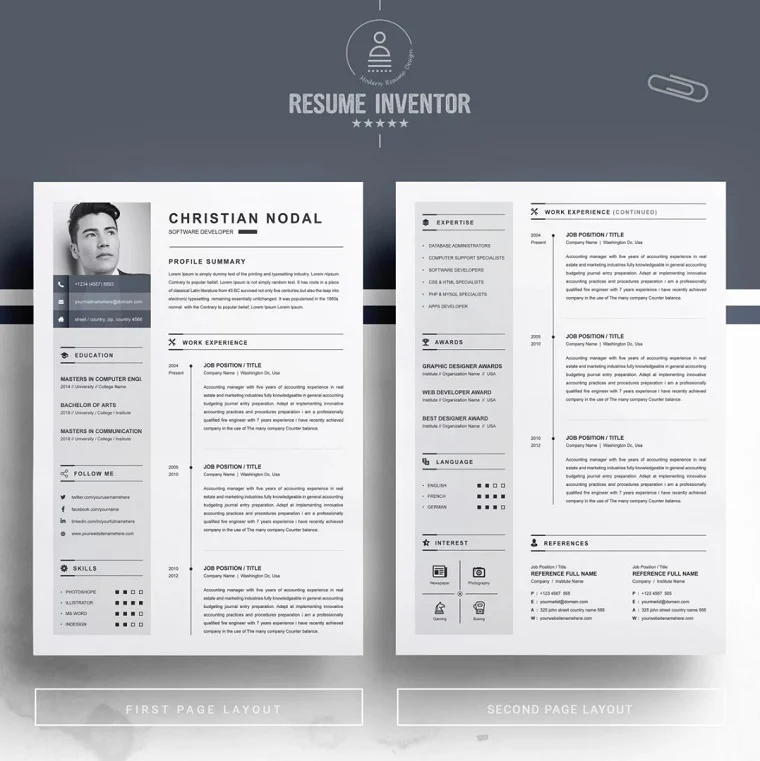 Modern Resume Design
RESUME INVENTOR
CHRISTIAN NODAL
SOFTWARE DEVELOPER
+1234 (4567) 8893
yourmailnamehere@domain.com
street / country, zip, country 4568
EDUCATION
MASTERS IN COMPUTER ENGI.
2014 // University / College Name
BACHELOR OF ARTS
2016 // University / College / Institute
MASTERS IN COMMUNICATION
2018 // University / College / Institute
FOLLOW ME
twitter.com/yourusernamehere
facebook.com/yourname
linkedin.com/in/yourfullnamehere
www.yourwebsitenamehere.com
SKILLS
PHOTOSHOPE
ILLISTRATOR
MS WORD
INDESIGN
PROFILE SUMMARY
Lorem Ipsum is simply dummy text of the printing and typesetting industry. Lorem ripsum.
Contrary to popular belief. Lorem Ipsum is not simply random text. It has roots in a piece
of classical Latin literature from 45 BC survived not only five centuries,but also the leap into
electronic typesetting, remaining essentially unchanged. It was popularised in the 1960s
normal with the Contrary to popular belief. Lorem Ipsum Lorem ipsum.
WORK EXPERIENCE
2004
Present
JOB POSITION / TITLE
Company Name | Washington Dc, Usa
Accounting manager with five years of accounting experience in real
estate and marketing industries fully knowledgeable in general accounting
budgeting journal entry preparation. Adept at implementing innovative
accounting practices and procedures preparation i am a professionally
qualified fire engineer with 7 years experience i have recently achieved
company in the use of The many company Counter balance.
2005
2010
JOB POSITION / TITLE
Company Name | Washington Dc, Usa
Accounting manager with five years of accounting experience in real
estate and marketing industries fully knowledgeable in general accounting
budgeting journal entry preparation. Adept at implementing innovative
accounting practices and procedures preparation i am a professionally
qualified fire engineer with 7 years experience i have recently achieved
company in the use of The many company Counter balance.
2010
2012
JOB POSITION / TITLE
Company Name | Washington Dc, Usa
Accounting manager with five years of accounting experience in real
estate and marketing industries fully knowledgeable in general accounting
budgeting journal entry preparation. Adept at implementing innovative
accounting practices and procedures preparation i am a professionally
qualified fire engineer with 7 years experience i have recently achieved
company in the use of The many company Counter balance.
EXPERTISE
DATABASE ADMINISTRATORS
COMPUTER SUPPORT SPECIALISTS
SOFTWARE DEVELOPERS
CSS & HTML SPECIALISTS
PHP & MYSQL SPECIALISTS
APPS DEVELOPER
AWARDS
GRAPHIC DESIGNER AWARDS
Institute // Organization Name // USA
WEB DEVELOPER AWARD
Institute // Organization Name // USA
BEST DESIGNER AWARD
Institute // Organization Name // USA
LANGUAGE
ENGLISH
FRENCH
GERMAN
INTEREST
Newspaper
Photography
Gaming
Boxing
WORK EXPERIENCE (CONTINUED)
2004
Present
JOB POSITION / TITLE
Company Name | Washington Dc, Usa
Accounting manager with five years of accounting experience in real
estate and marketing industries fully knowledgeable in general accounting
budgeting journal entry preparation. Adept at implementing innovative
accounting practices and procedures preparation i am a professionally
qualified fire engineer with 7 years experience i have recently achieved
company in the use of The many company Counter balance.
2005
2010
JOB POSITION / TITLE
Company Name | Washington Dc, Usa
Accounting manager with five years of accounting experience in real
estate and marketing industries fully knowledgeable in general accounting
budgeting journal entry preparation. Adept at implementing innovative
accounting practices and procedures preparation i am a professionally
qualified fire engineer with 7 years experience i have recently achieved
company in the use of The many company Counter balance.
2010
2012
JOB POSITION / TITLE
Company Name | Washington Dc, Usa
Accounting manager with five years of accounting experience in real
estate and marketing industries fully knowledgeable in general accounting
budgeting journal entry preparation. Adept at implementing innovative
accounting practices and procedures preparation i am a professionally
qualified fire engineer with 7 years experience i have recently achieved
company in the use of The many company Counter balance.
REFERENCES
Job Position / Title
REFERENCE FULL NAME
Company / Institute Name
P : +123 4567 565
E : yourmailid@domain.com
A : 325 john street country name 565
W : yourwebsitenamehere.com
Job Position / Title
REFERENCE FULL NAME
Company / Institute Name
P : +123 4567 565
E : yourmailid@domain.com
A : 325 john street country name 565
W : yourwebsitenamehere.com
FIRST PAGE LAYOUT
SECOND PAGE LAYOUT